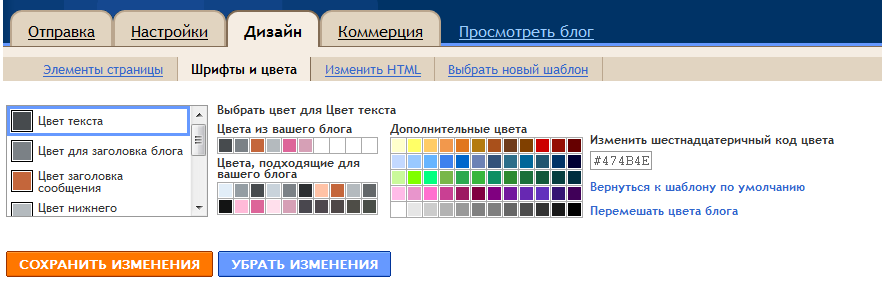 Отправка Настройки Дизайн Коммерция Просмотреть блог
Элементы страницы Шрифты и цвета Изменить HTML Выбрать новый шаблон
Цвет текста
Цвет для заголовка блога
Цвет заголовка
сообщения
Цвет нижнего
Выбрать цвет для Цвет текста
Цвета из вашего блога
Цвета, подходящие для
вашего блога
Дополнительные цвета
Изменить шестнадцатеричный код цвета
#474B4E
Вернуться к шаблону по умолчанию
Перемешать цвета блога
СОХРАНИТЬ ИЗМЕНЕНИЯ УБРАТЬ ИЗМЕНЕНИЯ